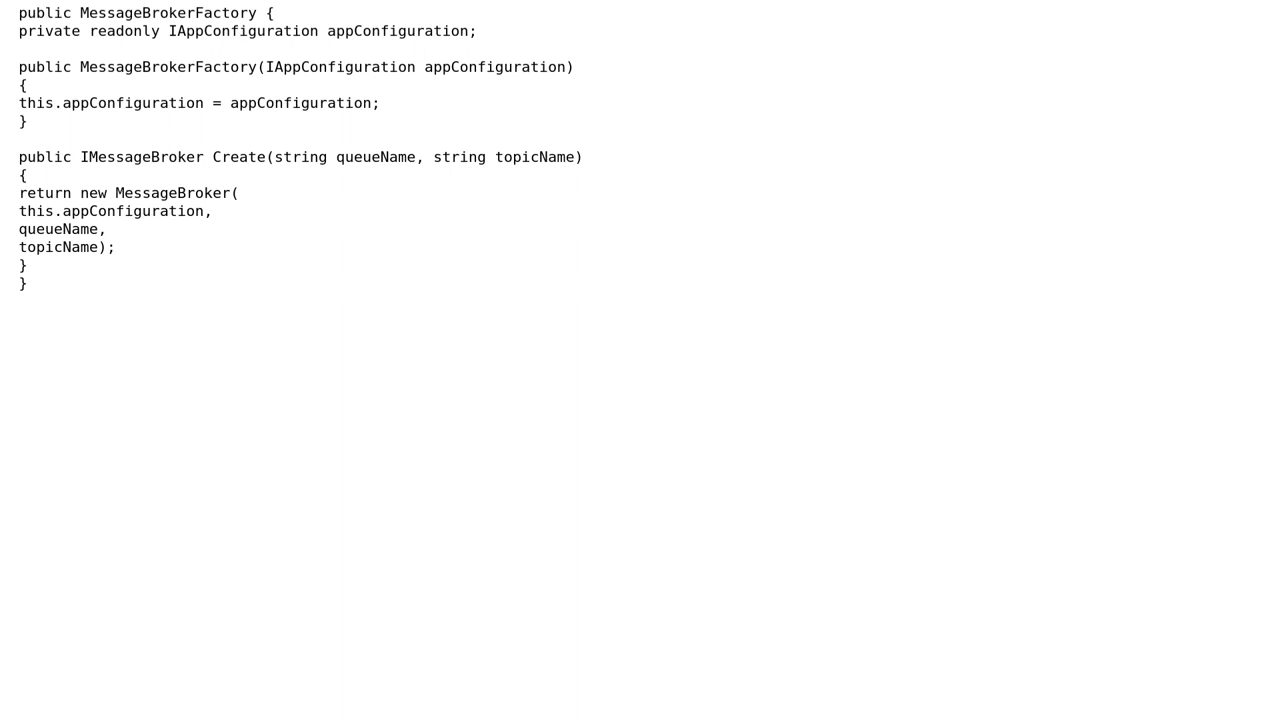 public MessageBrokerFactory {
private readonly IAppConfiguration appConfiguration;

public MessageBrokerFactory(IAppConfiguration appConfiguration)
{
this.appConfiguration = appConfiguration;
}

public IMessageBroker Create(string queueName, string topicName)
{
return new MessageBroker(
this.appConfiguration,
queueName,
topicName);
}
}